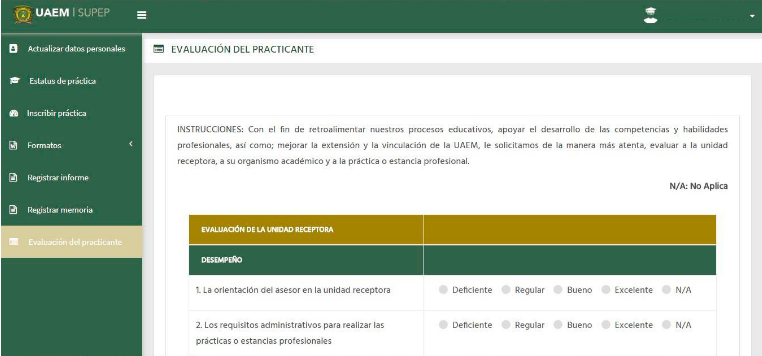 UAEM | SUPEP
Actualizar datos personales
Estatus de práctica
Inscribir práctica
Formatos
Registrar informe
Registrar memoria
Evaluación del practicante
EVALUACIÓN DEL PRACTICANTE
INSTRUCCIONES: Con el fin de retroalimentar nuestros procesos educativos, apoyar el desarrollo de las competencias y habilidades
profesionales, así como; mejorar la extensión y la vinculación de la UAEM, le solicitamos de la manera más atenta, evaluar a la unidad
receptora, a su organismo académico y a la práctica o estancia profesional.
N/A: No Aplica
EVALUACIÓN DE LA UNIDAD RECEPTORA
DESEMPEÑO
1. La orientación del asesor en la unidad receptora
Deficiente Regular Bueno Excelente N/A
2. Los requisitos administrativos para realizar las
prácticas o estancias profesionales
Deficiente Regular Bueno Excelente N/A